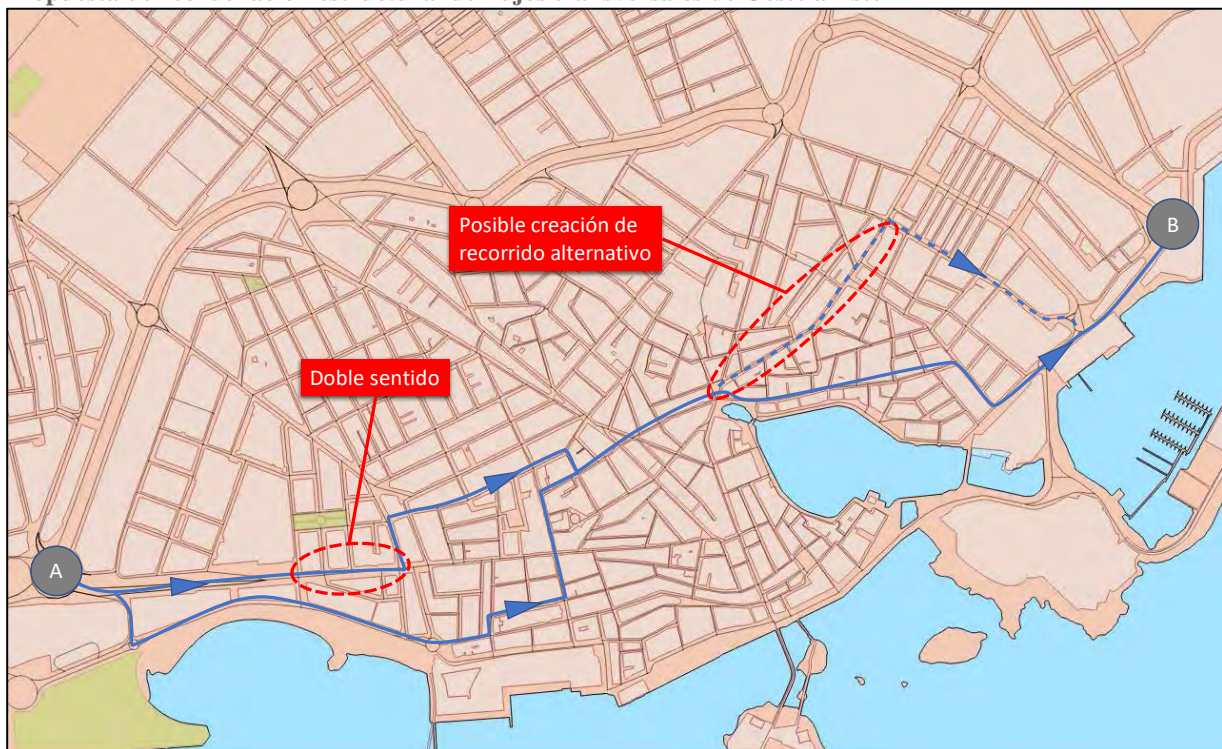 Posible creación de
recorrido alternativo
B
Doble sentido
A